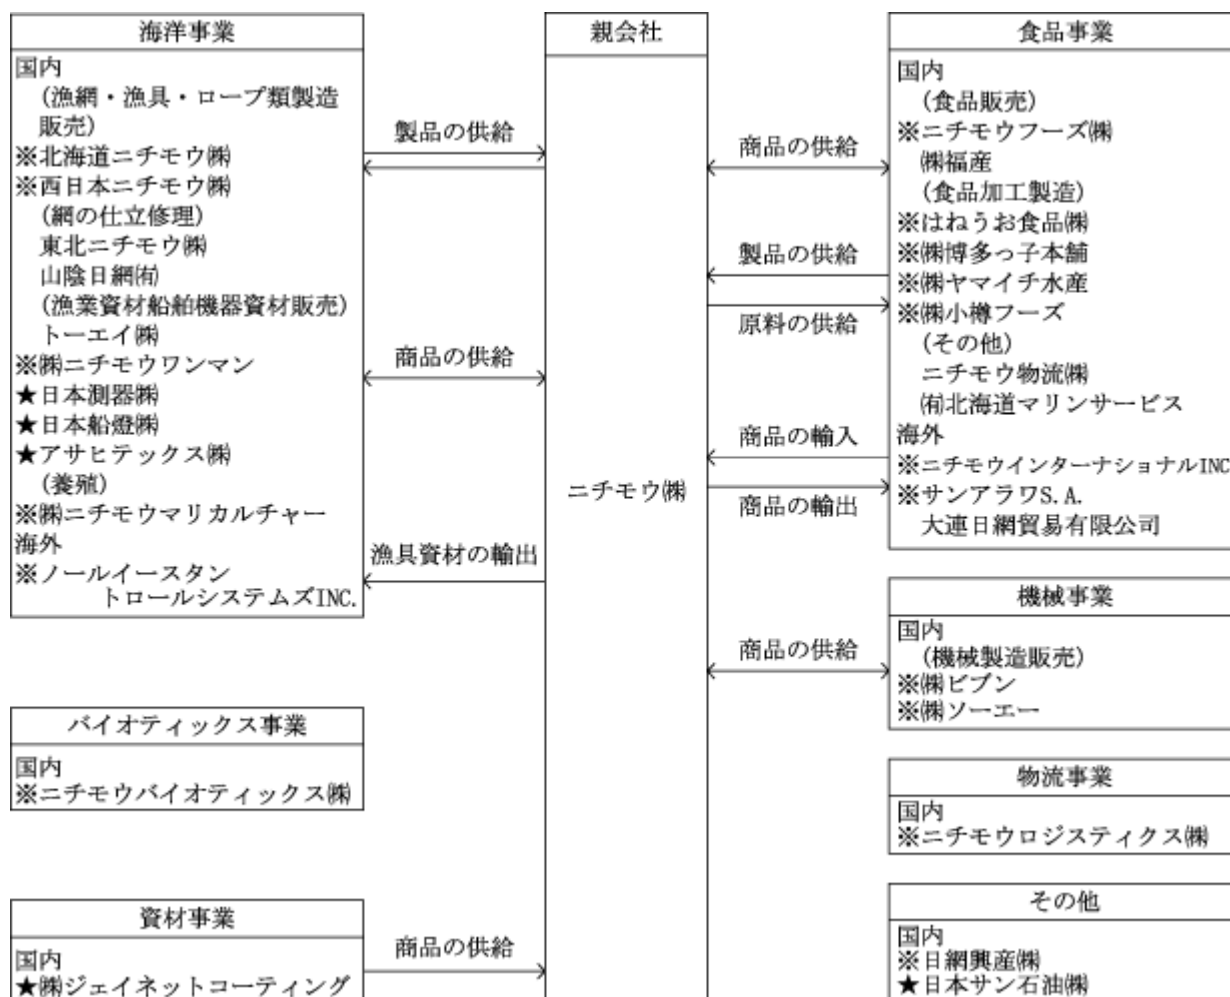 海洋事業
国内
(漁網・漁具・ロープ類製造
販売)
※北海道ニチモウ㈱
※西日本ニチモウ㈱
(網の仕立修理)
東北ニチモウ㈱
山陰日網㈲
(漁業資材船舶機器資材販売)
トーエイ㈱
※㈱ニチモウワンマン
★日本測器㈱
★日本船燈㈱
★アサヒテックス㈱
(養殖)
※㈱ニチモウマリカルチャー
海外
※ノールイースタン
トロールシステムズINC.
バイオティックス事業
国内
※ニチモウバイオティックス㈱
資材事業
国内
★㈱ジェイネットコーティング
製品の供給
商品の供給
漁具資材の輸出
商品の供給
親会社
ニチモウ㈱
商品の供給
製品の供給
原料の供給
商品の輸入
商品の輸出
商品の供給
食品事業
国内
(食品販売)
※ニチモウフーズ㈱
㈱福産
(食品加工製造)
※はねうお食品㈱
※㈱博多っ子本舗
※㈱ヤマイチ水産
※㈱小樽フーズ
(その他)
ニチモウ物流㈱
㈲北海道マリンサービス
海外
※ニチモウインターナショナルINC
※サンアラワS.A.
大連日網貿易有限公司
機械事業
国内
(機械製造販売)
※㈱ビブン
※㈱ソーエー
物流事業
国内
※ニチモウロジスティクス㈱
その他
国内
※日網興産㈱
★日本サン石油㈱